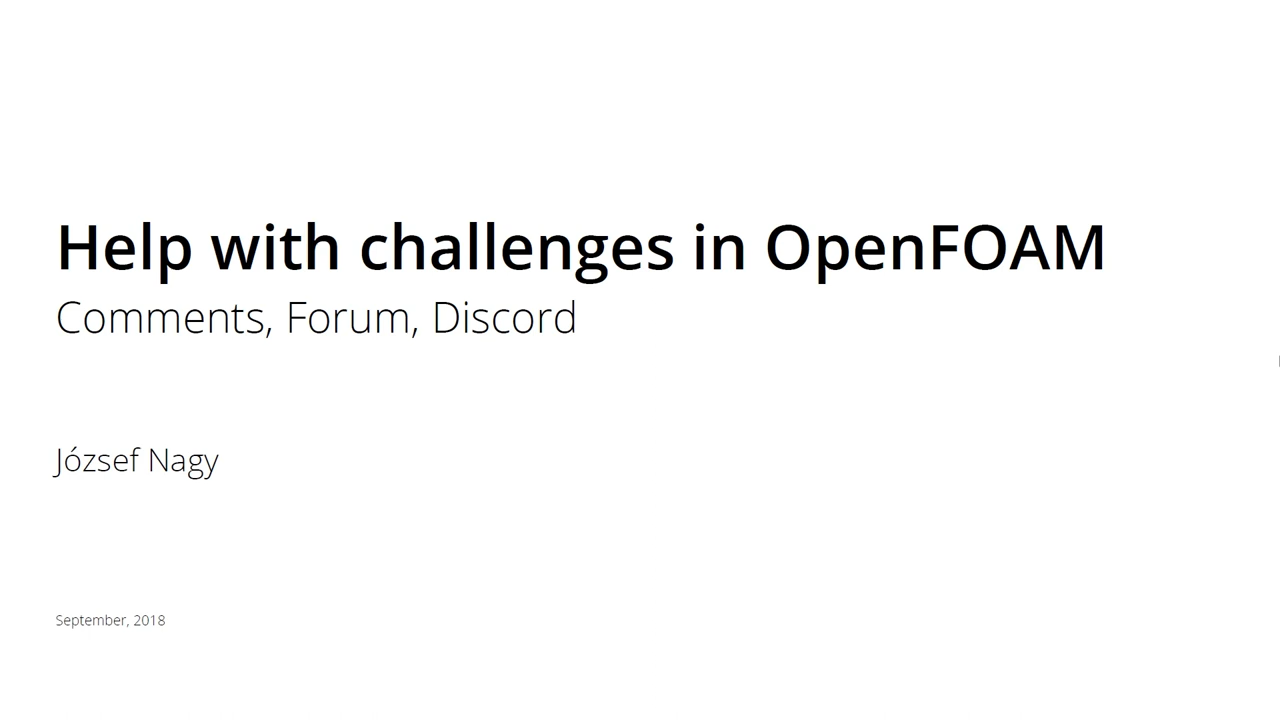 Help with challenges in OpenFOAM
Comments, Forum, Discord
József Nagy
September, 2018